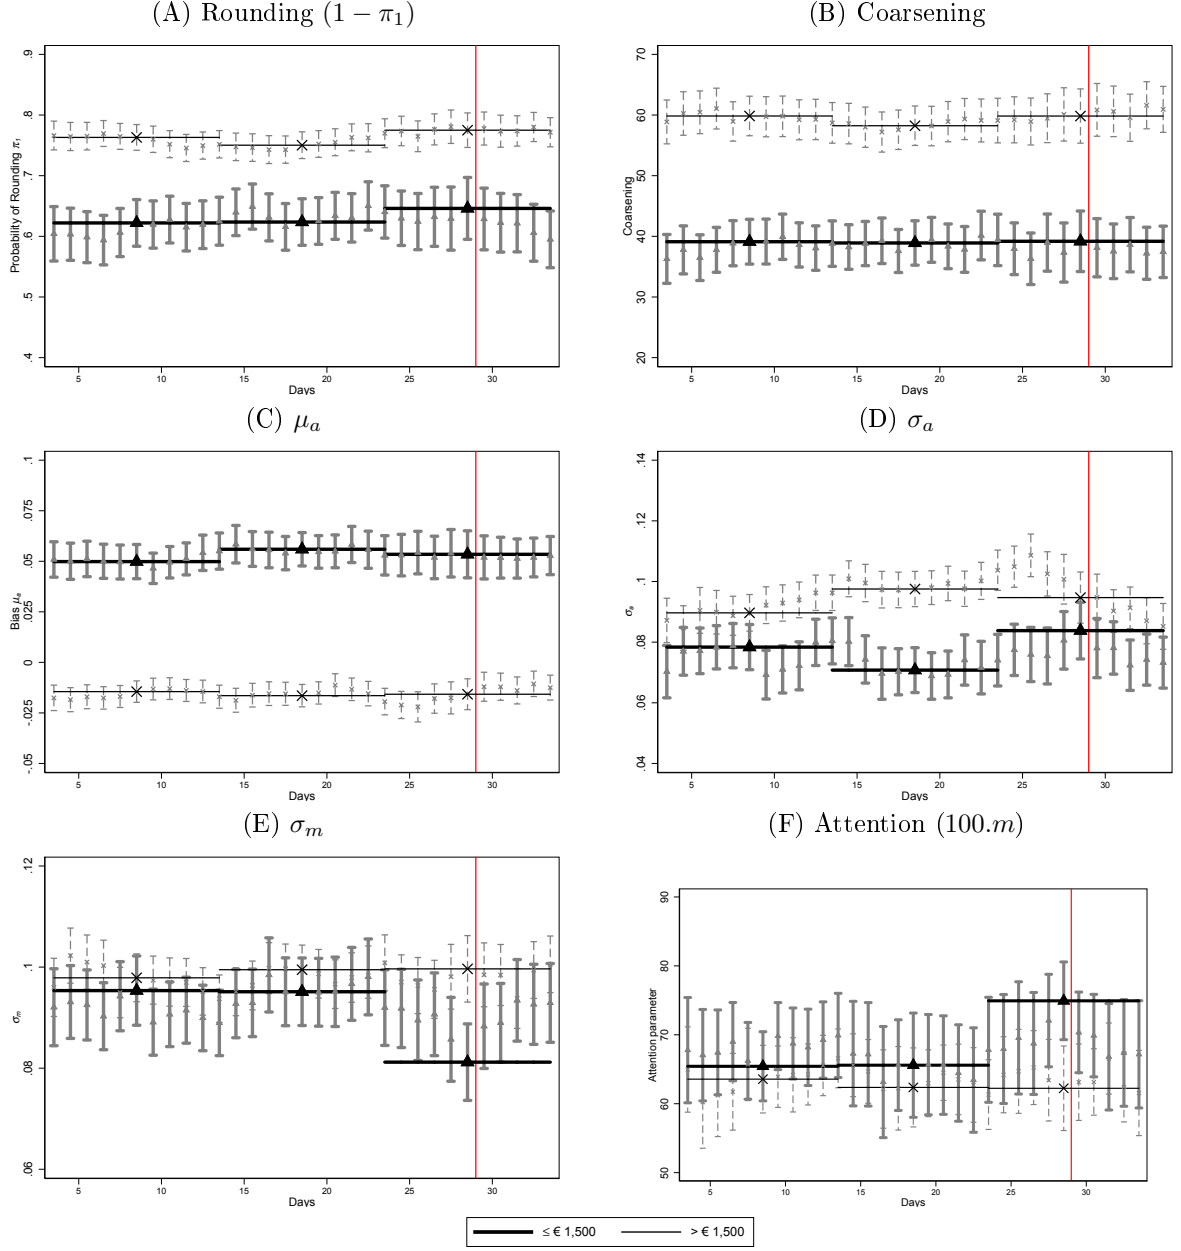 (A) Rounding (1 − π₁)
(B) Coarsening
Probability of Rounding π₁
.9
.8
.7
.6
.5
.4
5 10 15 20 25 30
Days
Coarsening
70
60
50
40
30
20
5 10 15 20 25 30
Days
(C) μₐ
(D) σₐ
Bias μₐ
.1
.075
.05
.025
0
-.025
-.05
5 10 15 20 25 30
Days
σₐ
.14
.12
.1
.08
.06
.04
5 10 15 20 25 30
Days
(E) σₘ
(F) Attention (100.m)
σₘ
.12
.1
.08
.06
5 10 15 20 25 30
Days
Attention parameter
90
80
70
60
50
5 10 15 20 25 30
Days
≤ € 1,500 > € 1,500